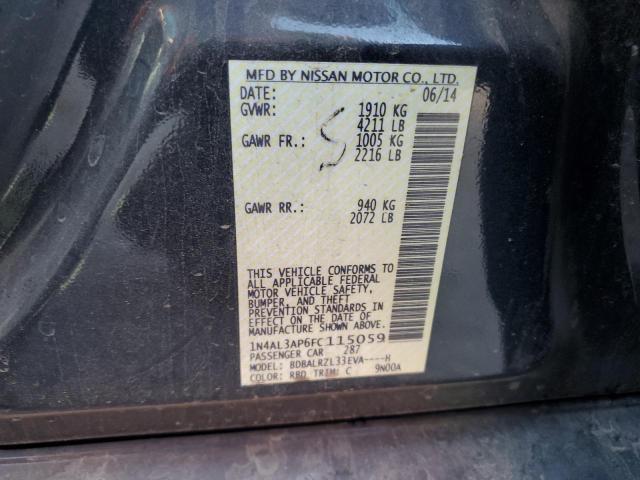 MFD BY NISSAN MOTOR CO., LTD.
DATE: 06/14
GVWR: 1910 KG
4211 LB
GAWR FR.: 1005 KG
2216 LB
S
GAWR RR.: 940 KG
2072 LB
THIS VEHICLE CONFORMS TO
ALL APPLICABLE FEDERAL
MOTOR VEHICLE SAFETY,
BUMPER, AND THEFT
PREVENTION STANDARDS IN
EFFECT ON THE DATE OF
MANUFACTURE SHOWN ABOVE.
1N4AL3AP6FC115059
PASSENGER CAR 287
MODEL: BDBALRZL33EVA----H
COLOR: RBD TRIM: C 9N00A